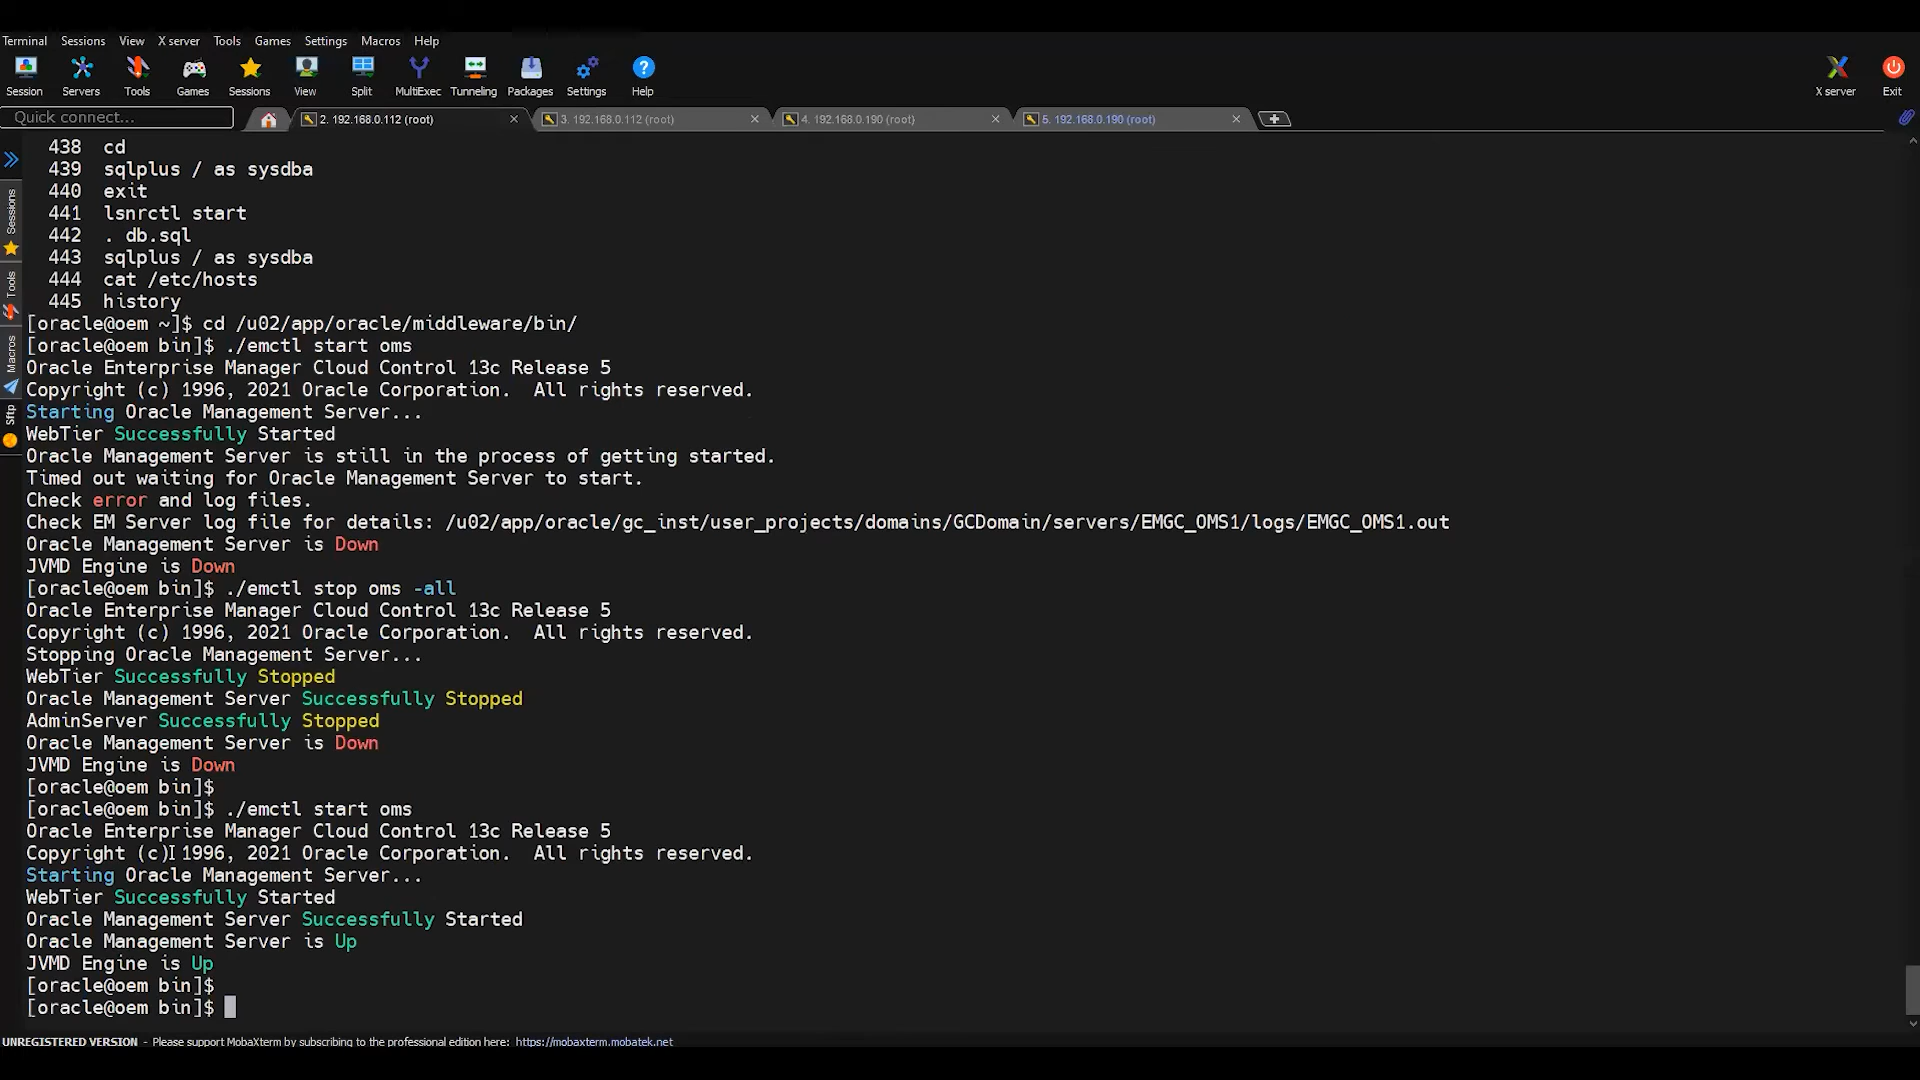 Terminal Sessions View X server Tools Games Settings Macros Help
Session Servers Tools Games Sessions View Split MultiExec Tunneling Packages Settings Help X server Exit
Quick connect... 2. 192.168.0.112 (root) 3. 192.168.0.112 (root) 4. 192.168.0.190 (root) 5. 192.168.0.190 (root)
Sessions
Tools
Macros
Sftp
438 cd
439 sqlplus / as sysdba
440 exit
441 lsnrctl start
442 . db.sql
443 sqlplus / as sysdba
444 cat /etc/hosts
445 history
[oracle@oem ~]$ cd /u02/app/oracle/middleware/bin/
[oracle@oem bin]$ ./emctl start oms
Oracle Enterprise Manager Cloud Control 13c Release 5
Copyright (c) 1996, 2021 Oracle Corporation. All rights reserved.
Starting Oracle Management Server...
WebTier Successfully Started
Oracle Management Server is still in the process of getting started.
Timed out waiting for Oracle Management Server to start.
Check error and log files.
Check EM Server log file for details: /u02/app/oracle/gc_inst/user_projects/domains/GCDomain/servers/EMGC_OMS1/logs/EMGC_OMS1.out
Oracle Management Server is Down
JVMD Engine is Down
[oracle@oem bin]$ ./emctl stop oms -all
Oracle Enterprise Manager Cloud Control 13c Release 5
Copyright (c) 1996, 2021 Oracle Corporation. All rights reserved.
Stopping Oracle Management Server...
WebTier Successfully Stopped
Oracle Management Server Successfully Stopped
AdminServer Successfully Stopped
Oracle Management Server is Down
JVMD Engine is Down
[oracle@oem bin]$
[oracle@oem bin]$ ./emctl start oms
Oracle Enterprise Manager Cloud Control 13c Release 5
Copyright (c) 1996, 2021 Oracle Corporation. All rights reserved.
Starting Oracle Management Server...
WebTier Successfully Started
Oracle Management Server Successfully Started
Oracle Management Server is Up
JVMD Engine is Up
[oracle@oem bin]$
[oracle@oem bin]$
UNREGISTERED VERSION - Please support MobaXterm by subscribing to the professional edition here: https://mobaxterm.mobatek.net